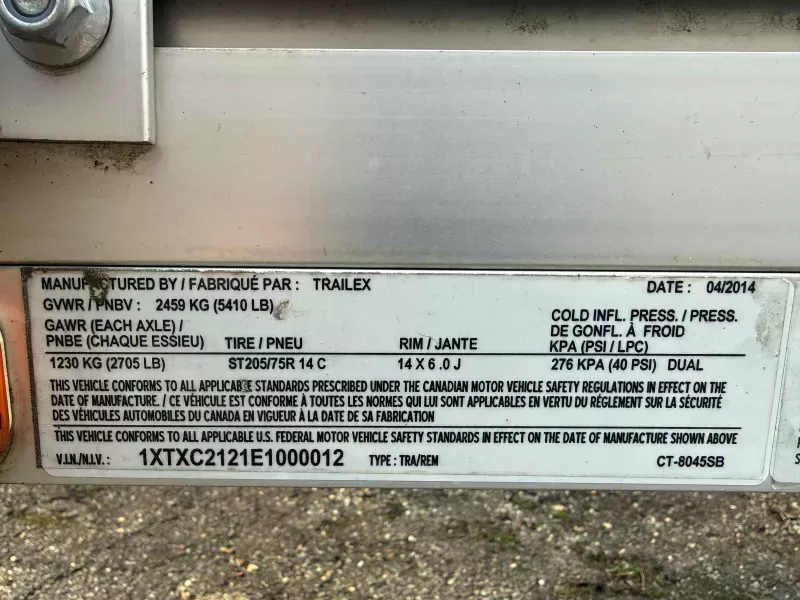 MANUFACTURED BY / FABRIQUÉ PAR : TRAILEX DATE : 04/2014
GVWR / PNBV : 2459 KG (5410 LB)
GAWR (EACH AXLE) /
PNBE (CHAQUE ESSIEU) TIRE / PNEU RIM / JANTE
COLD INFL. PRESS. / PRESS.
DE GONFL. À FROID
KPA (PSI / LPC)
1230 KG (2705 LB) ST205/75R 14 C 14 X 6 .0 J 276 KPA (40 PSI) DUAL
THIS VEHICLE CONFORMS TO ALL APPLICABLE STANDARDS PRESCRIBED UNDER THE CANADIAN MOTOR VEHICLE SAFETY REGULATIONS IN EFFECT ON THE
DATE OF MANUFACTURE. / CE VÉHICULE EST CONFORME À TOUTES LES NORMES QUI LUI SONT APPLICABLES EN VERTU DU RÉGLEMENT SUR LA SÉCURITÉ
DES VÉHICULES AUTOMOBILES DU CANADA EN VIGUEUR À LA DATE DE SA FABRICATION
THIS VEHICLE CONFORMS TO ALL APPLICABLE U.S. FEDERAL MOTOR VEHICLE SAFETY STANDARDS IN EFFECT ON THE DATE OF MANUFACTURE SHOWN ABOVE
V.I.N./N.I.V.: 1XTXC2121E1000012 TYPE : TRA/REM CT-8045SB